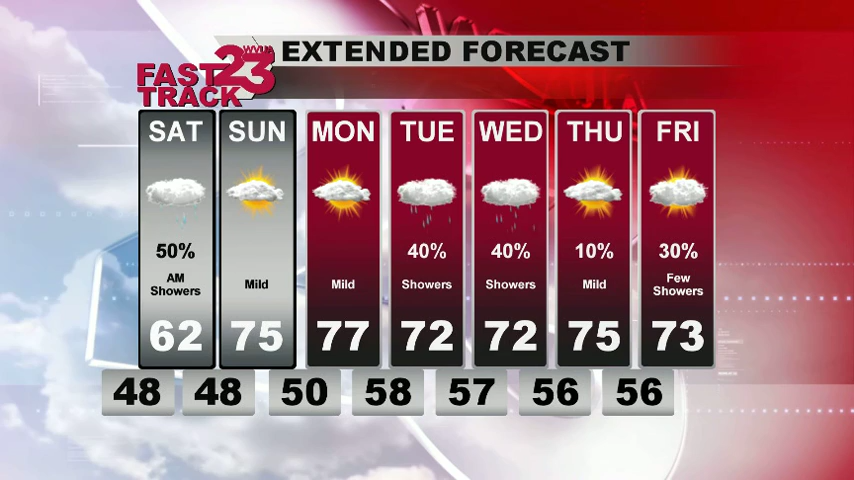 WVUA
23
FAST
TRACK
EXTENDED FORECAST
SAT SUN MON TUE WED THU FRI
50% 40% 40% 10% 30%
AM
Showers
Mild
Mild
Showers
Showers
Mild
Few
Showers
62 75 77 72 72 75 73
48 48 50 58 57 56 56